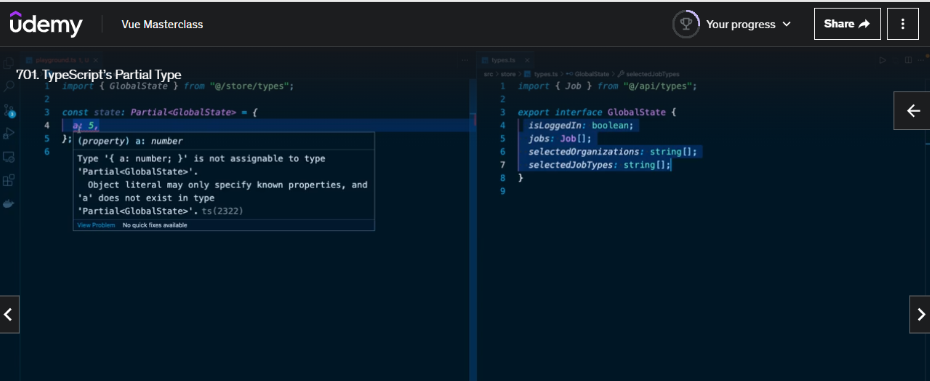 ûdemy
Vue Masterclass
Your progress
Share
701. TypeScript's Partial Type
playground.ts 1
1 import { GlobalState } from "@/store/types";
2
3 const state: Partial<GlobalState> = {
4 a: 5,
5 };
6
(property) a: number
Type '{ a: number; }' is not assignable to type
'Partial<GlobalState>'.
Object literal may only specify known properties, and
'a' does not exist in type
'Partial<GlobalState>'. ts(2322)
View Problem No quick fixes available
types.ts
src > store > types.ts > GlobalState > selectedJobTypes
1 import { Job } from "@/api/types";
2
3 export interface GlobalState {
4 isLoggedIn: boolean;
5 jobs: Job[];
6 selectedOrganizations: string[];
7 selectedJobTypes: string[];
8 }
9